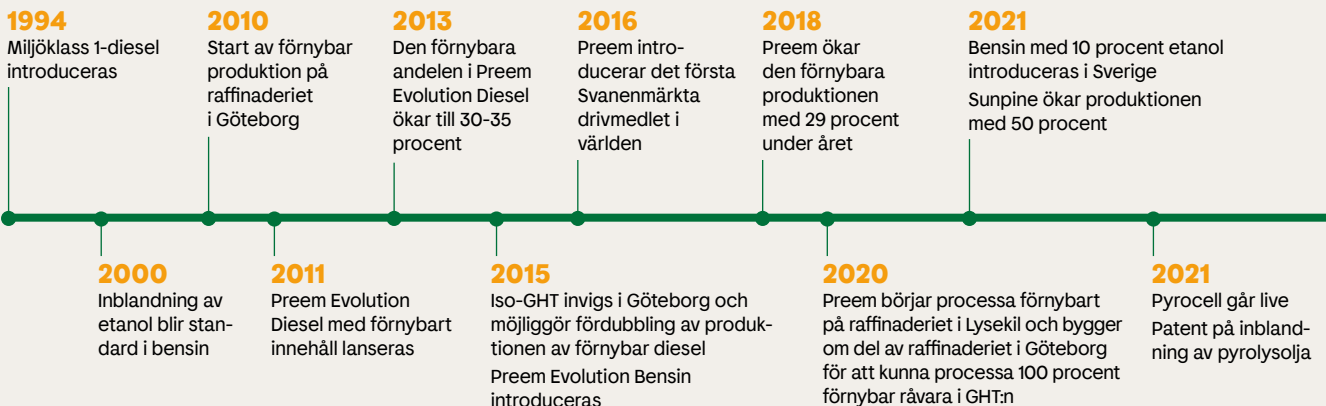 1994
Miljöklass 1-diesel
introduceras
2010
Start av förnybar
produktion på
raffinaderiet
i Göteborg
2013
Den förnybara
andelen i Preem
Evolution Diesel
ökar till 30-35
procent
2016
Preem intro-
ducerar det första
Svanenmärkta
drivmedlet i
världen
2018
Preem ökar
den förnybara
produktionen
med 29 procent
under året
2021
Bensin med 10 procent etanol
introduceras i Sverige
Sunpine ökar produktionen
med 50 procent
2000
Inblandning av
etanol blir stan-
dard i bensin
2011
Preem Evolution
Diesel med förnybart
innehåll lanseras
2015
Iso-GHT invigs i Göteborg och
möjliggör fördubbling av produk-
tionen av förnybar diesel
Preem Evolution Bensin
introduceras
2020
Preem börjar processa förnybart
på raffinaderiet i Lysekil och bygger
om del av raffinaderiet i Göteborg
för att kunna processa 100 procent
förnybar råvara i GHT:n
2021
Pyrocell går live
Patent på inbland-
ning av pyrolysolja